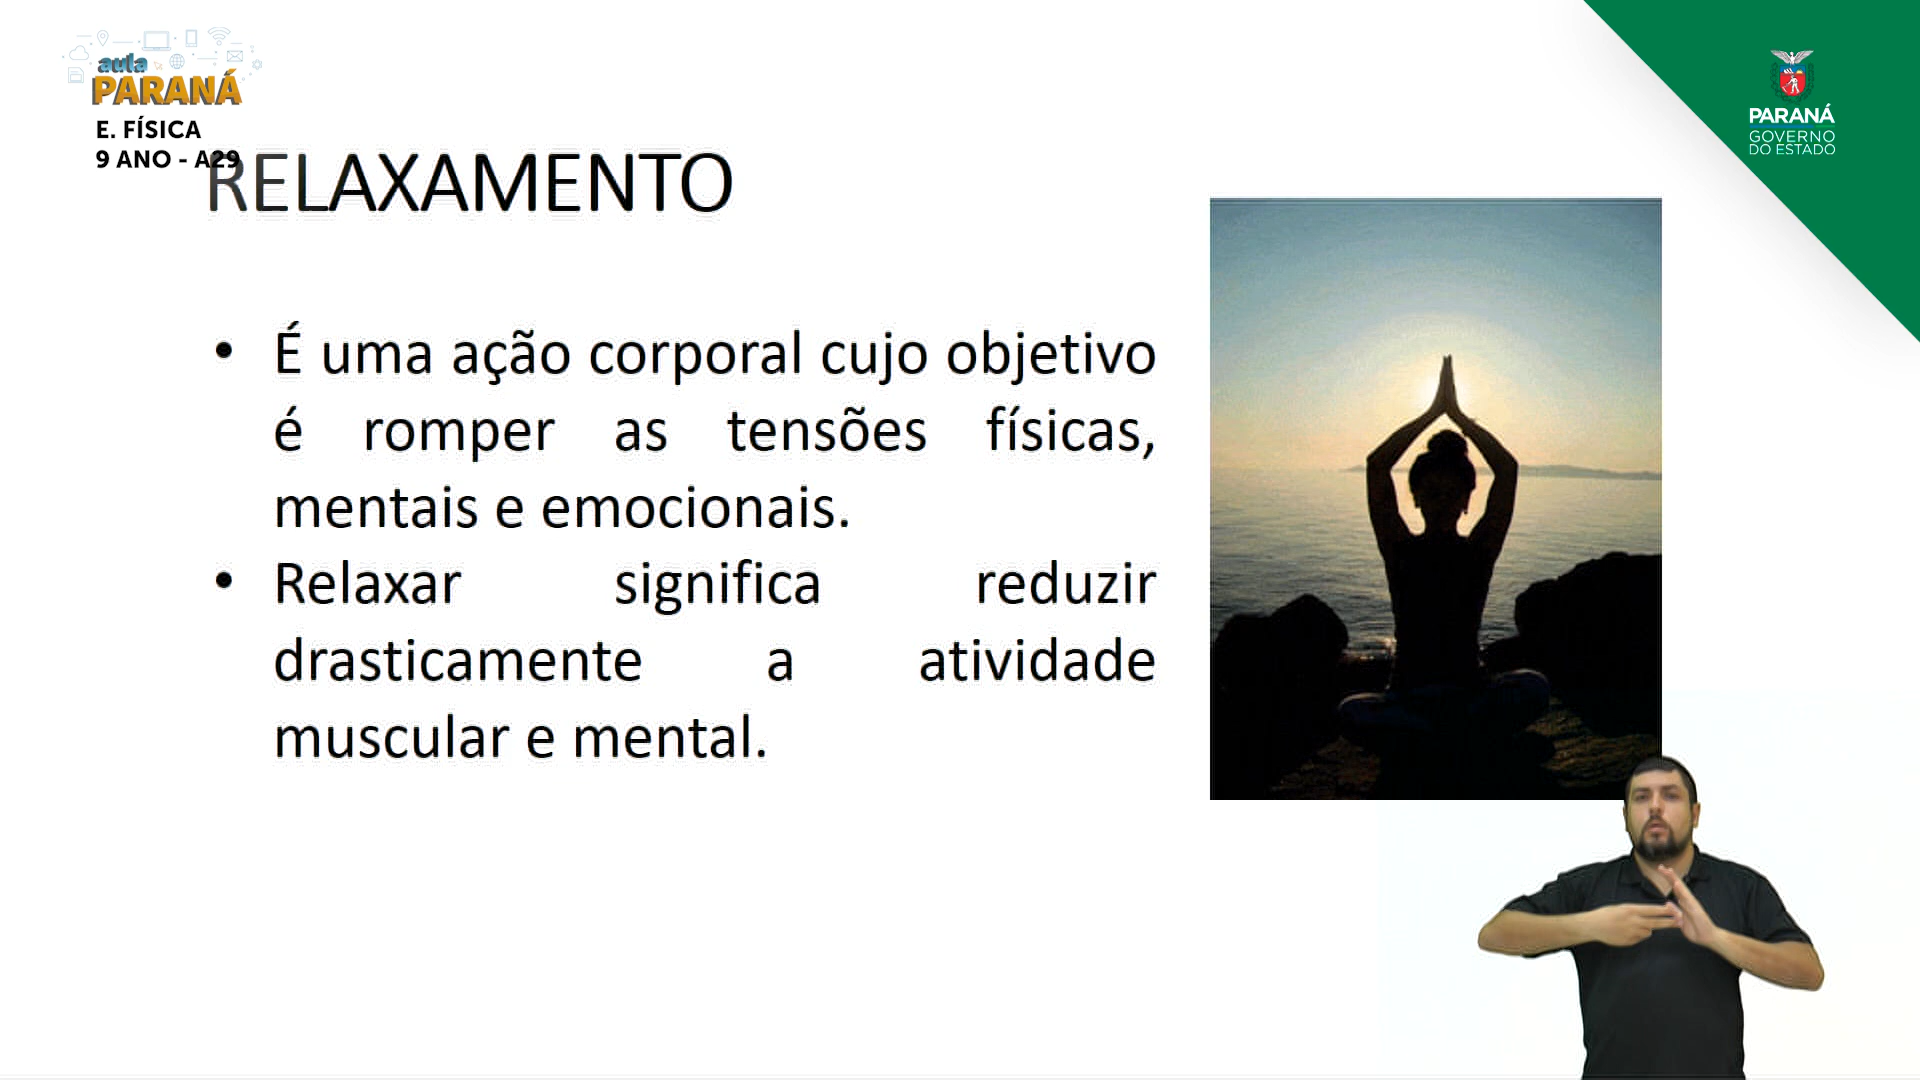 aula
PARANÁ
E. FÍSICA
9 ANO - A29
PARANÁ
GOVERNO
DO ESTADO
RELAXAMENTO
• É uma ação corporal cujo objetivo
é romper as tensões físicas,
mentais e emocionais.
• Relaxar significa reduzir
drasticamente a atividade
muscular e mental.